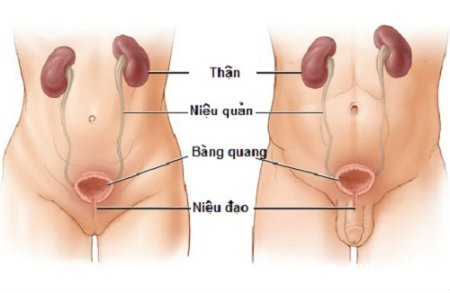 Thận
Niệu quản
Bàng quang
Niệu đạo